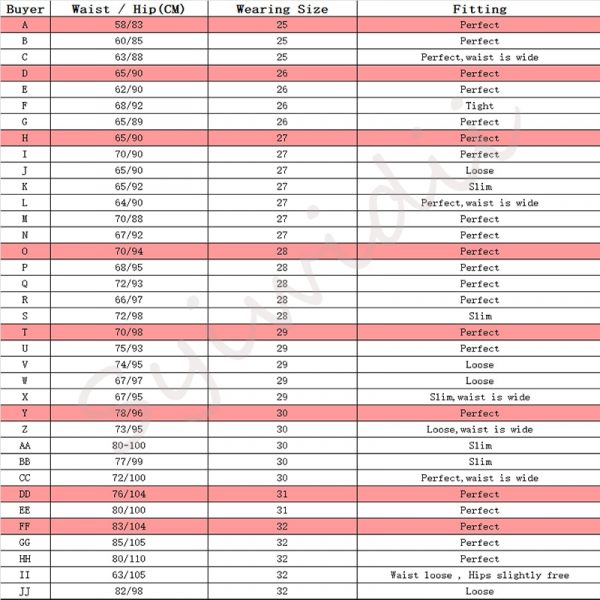 Buyer Waist / Hip(CM) Wearing Size Fitting
A 58/83 25 Perfect
B 60/85 25 Perfect
C 63/88 25 Perfect,waist is wide
D 65/90 26 Perfect
E 62/90 26 Perfect
F 68/92 26 Tight
G 65/89 26 Perfect
H 65/90 27 Perfect
I 70/90 27 Perfect
J 65/90 27 Loose
K 65/92 27 Slim
L 64/90 27 Perfect,waist is wide
M 70/88 27 Perfect
N 67/92 27 Perfect
O 70/94 28 Perfect
P 68/95 28 Perfect
Q 72/93 28 Perfect
R 66/97 28 Perfect
S 72/98 28 Slim
T 70/98 29 Perfect
U 75/93 29 Perfect
V 74/95 29 Loose
W 67/97 29 Loose
X 67/95 29 Slim,waist is wide
Y 78/96 30 Perfect
Z 73/95 30 Loose,waist is wide
AA 80-100 30 Slim
BB 77/99 30 Slim
CC 72/100 30 Perfect,waist is wide
DD 76/104 31 Perfect
EE 80/100 31 Perfect
FF 83/104 32 Perfect
GG 85/105 32 Perfect
HH 80/110 32 Perfect
II 63/105 32 Waist loose , Hips slightly free
JJ 82/98 32 Loose
Syiwidii